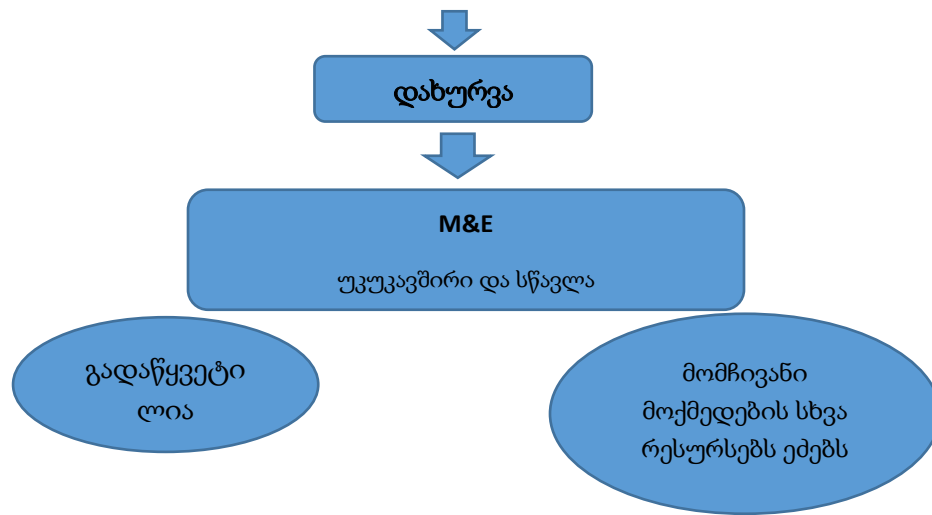 დახურვა
M&E
უკუკავშირი და სწავლა
გადაწყვეტი
ლია
მომჩივანი
მოქმედების სხვა
რესურსებს ეძებს